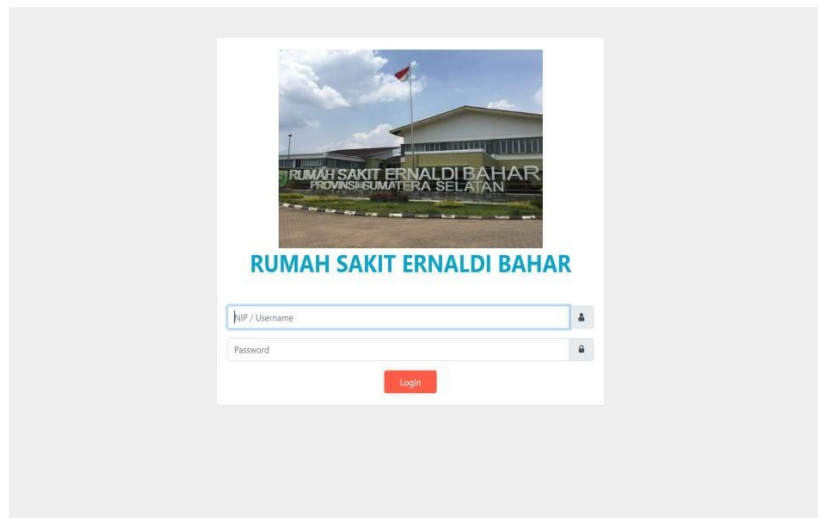 RUMAH SAKIT ERNALDI BAHAR
PROVINSI SUMATERA SELATAN
RUMAH SAKIT ERNALDI BAHAR
NIP / Username
Password
Login